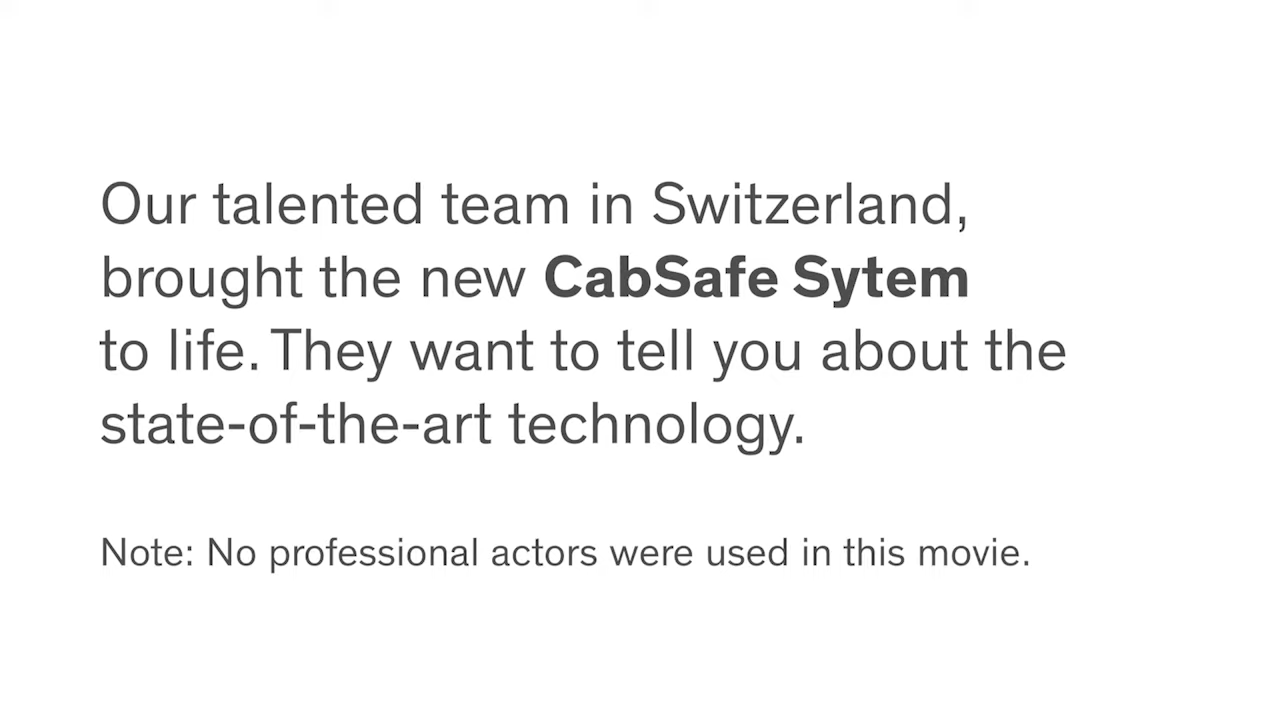 Our talented team in Switzerland,
brought the new CabSafe Sytem
to life. They want to tell you about the
state-of-the-art technology.
Note: No professional actors were used in this movie.